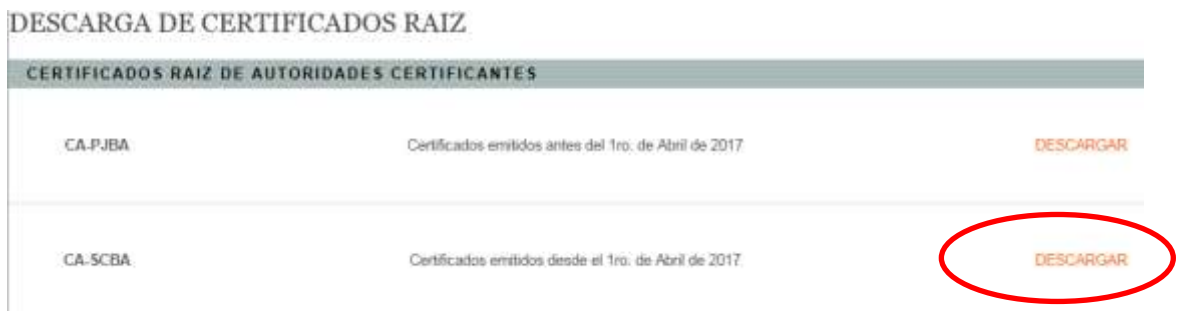 DESCARGA DE CERTIFICADOS RAIZ
CERTIFICADOS RAIZ DE AUTORIDADES CERTIFICANTES
CA-PJBA Certificados emitidos antes del 1ro. de Abril de 2017 DESCARGAR
CA-SCBA Certificados emitidos desde el 1ro. de Abril de 2017 DESCARGAR